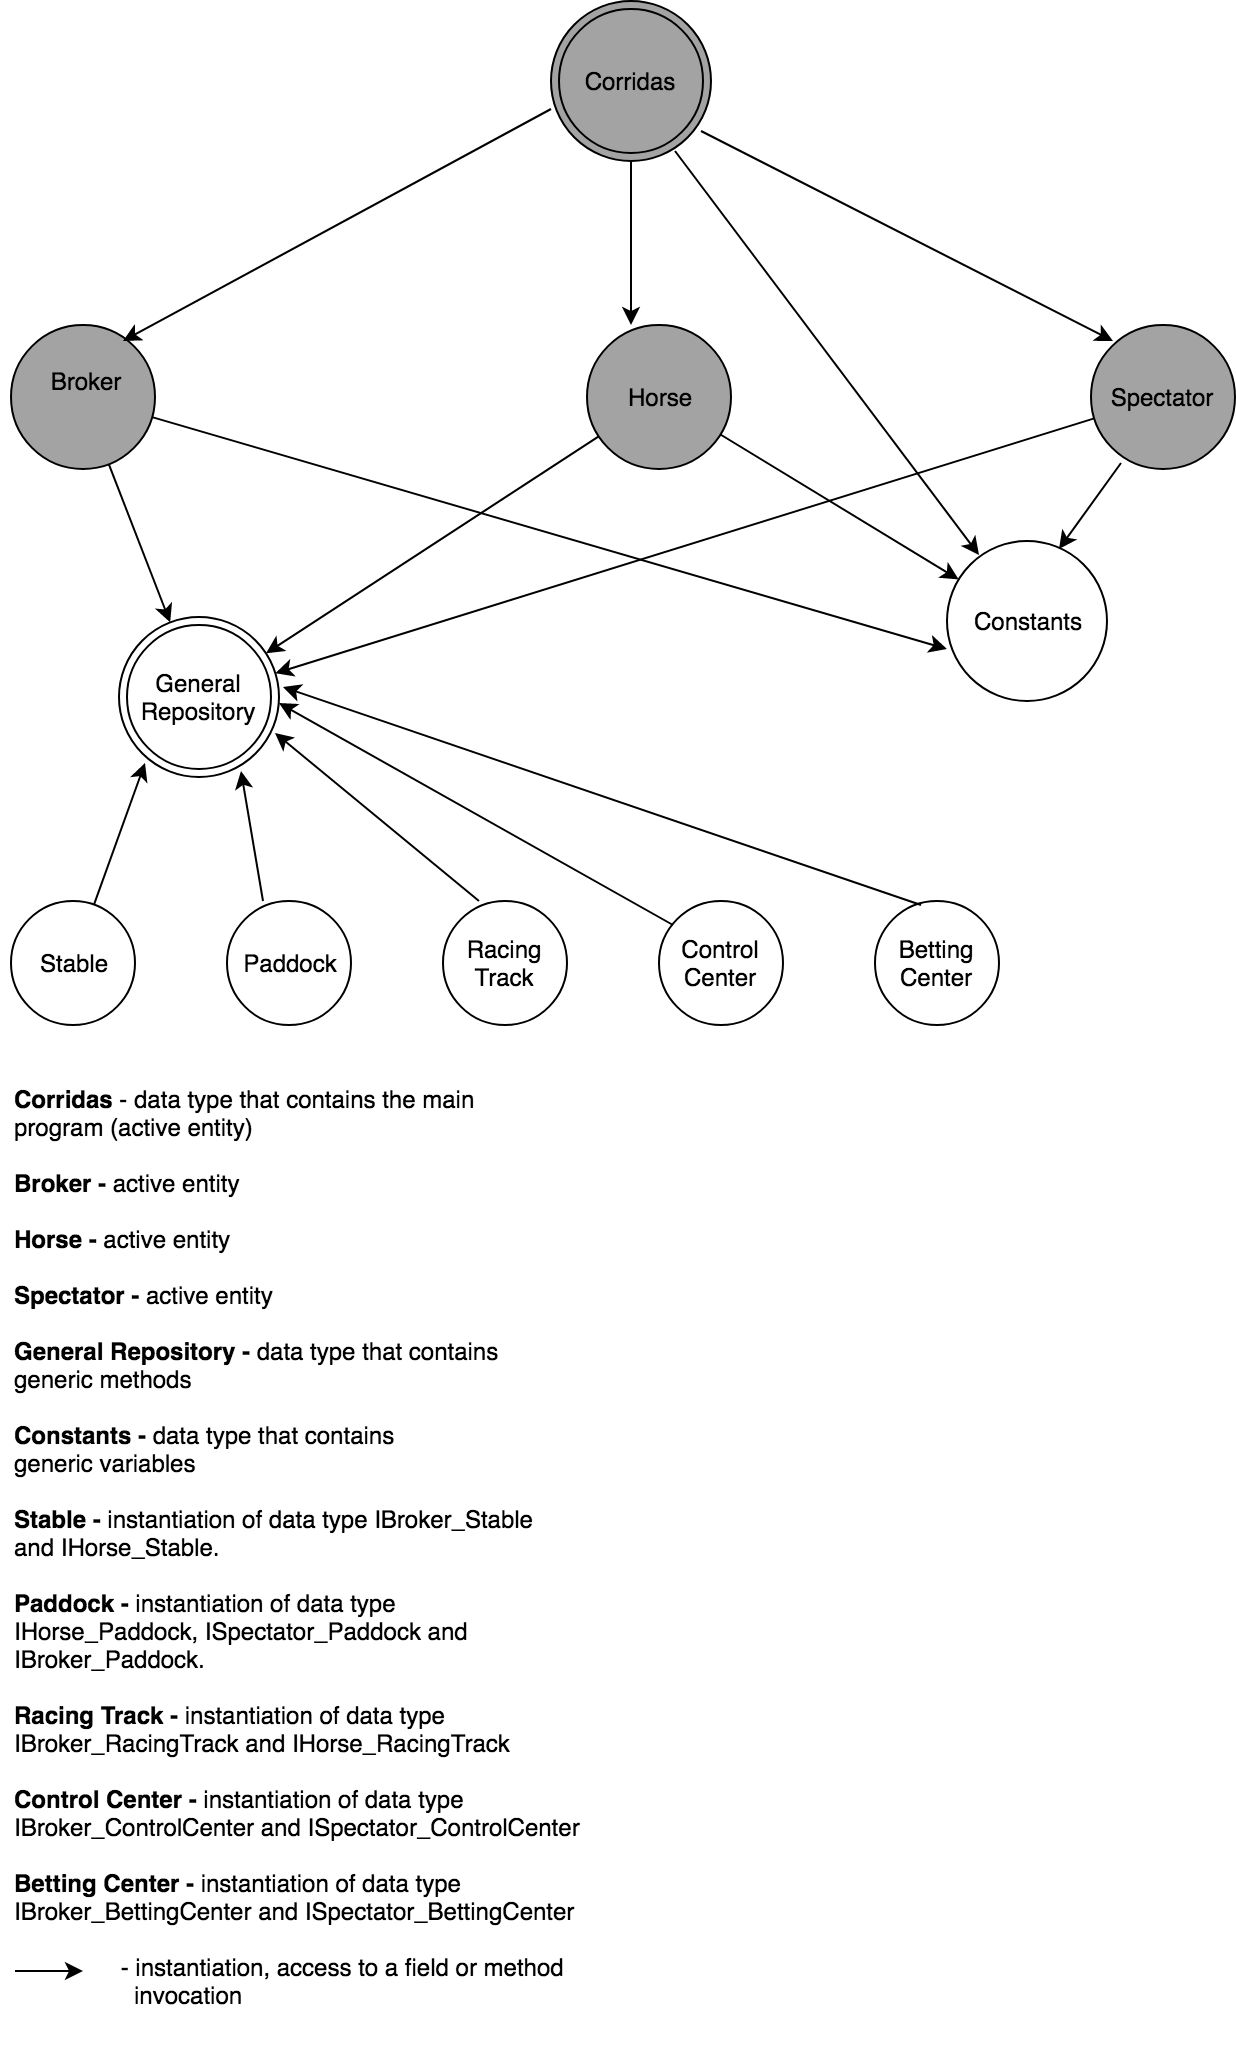 Corridas
Broker
Horse
Spectator
Constants
General
Repository
Stable
Paddock
Racing
Track
Control
Center
Betting
Center
Corridas - data type that contains the main
program (active entity)
Broker - active entity
Horse - active entity
Spectator - active entity
General Repository - data type that contains
generic methods
Constants - data type that contains
generic variables
Stable - instantiation of data type IBroker_Stable
and IHorse_Stable.
Paddock - instantiation of data type
IHorse_Paddock, ISpectator_Paddock and
IBroker_Paddock.
Racing Track - instantiation of data type
IBroker_RacingTrack and IHorse_RacingTrack
Control Center - instantiation of data type
IBroker_ControlCenter and ISpectator_ControlCenter
Betting Center - instantiation of data type
IBroker_BettingCenter and ISpectator_BettingCenter
- instantiation, access to a field or method
invocation